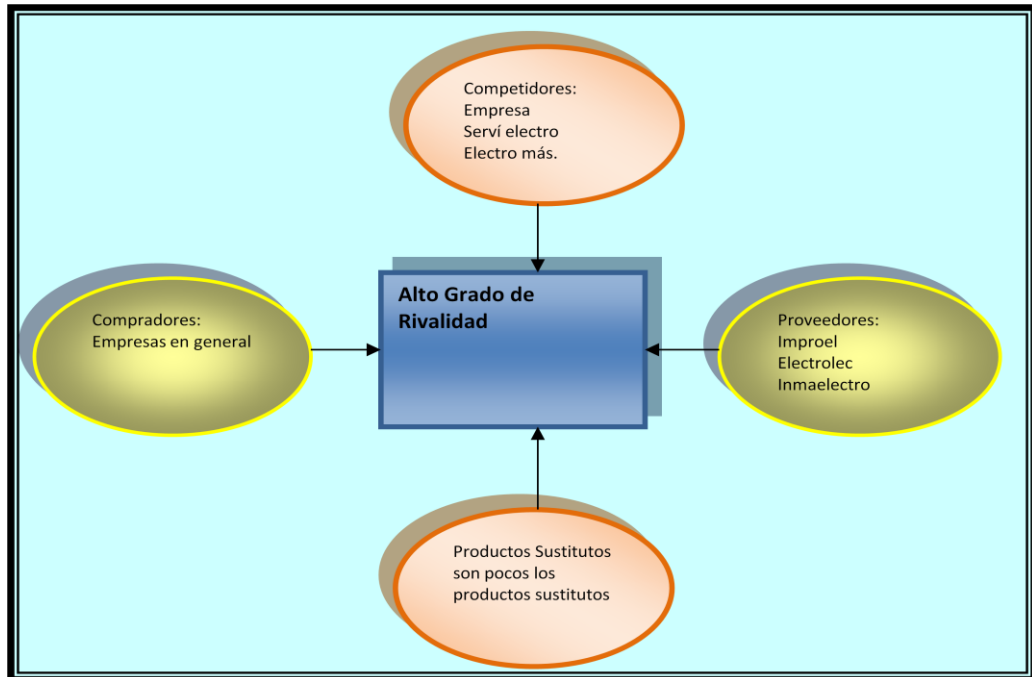 Competidores:
Empresa
Serví electro
Electro más.
Alto Grado de
Rivalidad
Compradores:
Empresas en general
Proveedores:
Improel
Electrolec
Inmaelectro
Productos Sustitutos
son pocos los
productos sustitutos